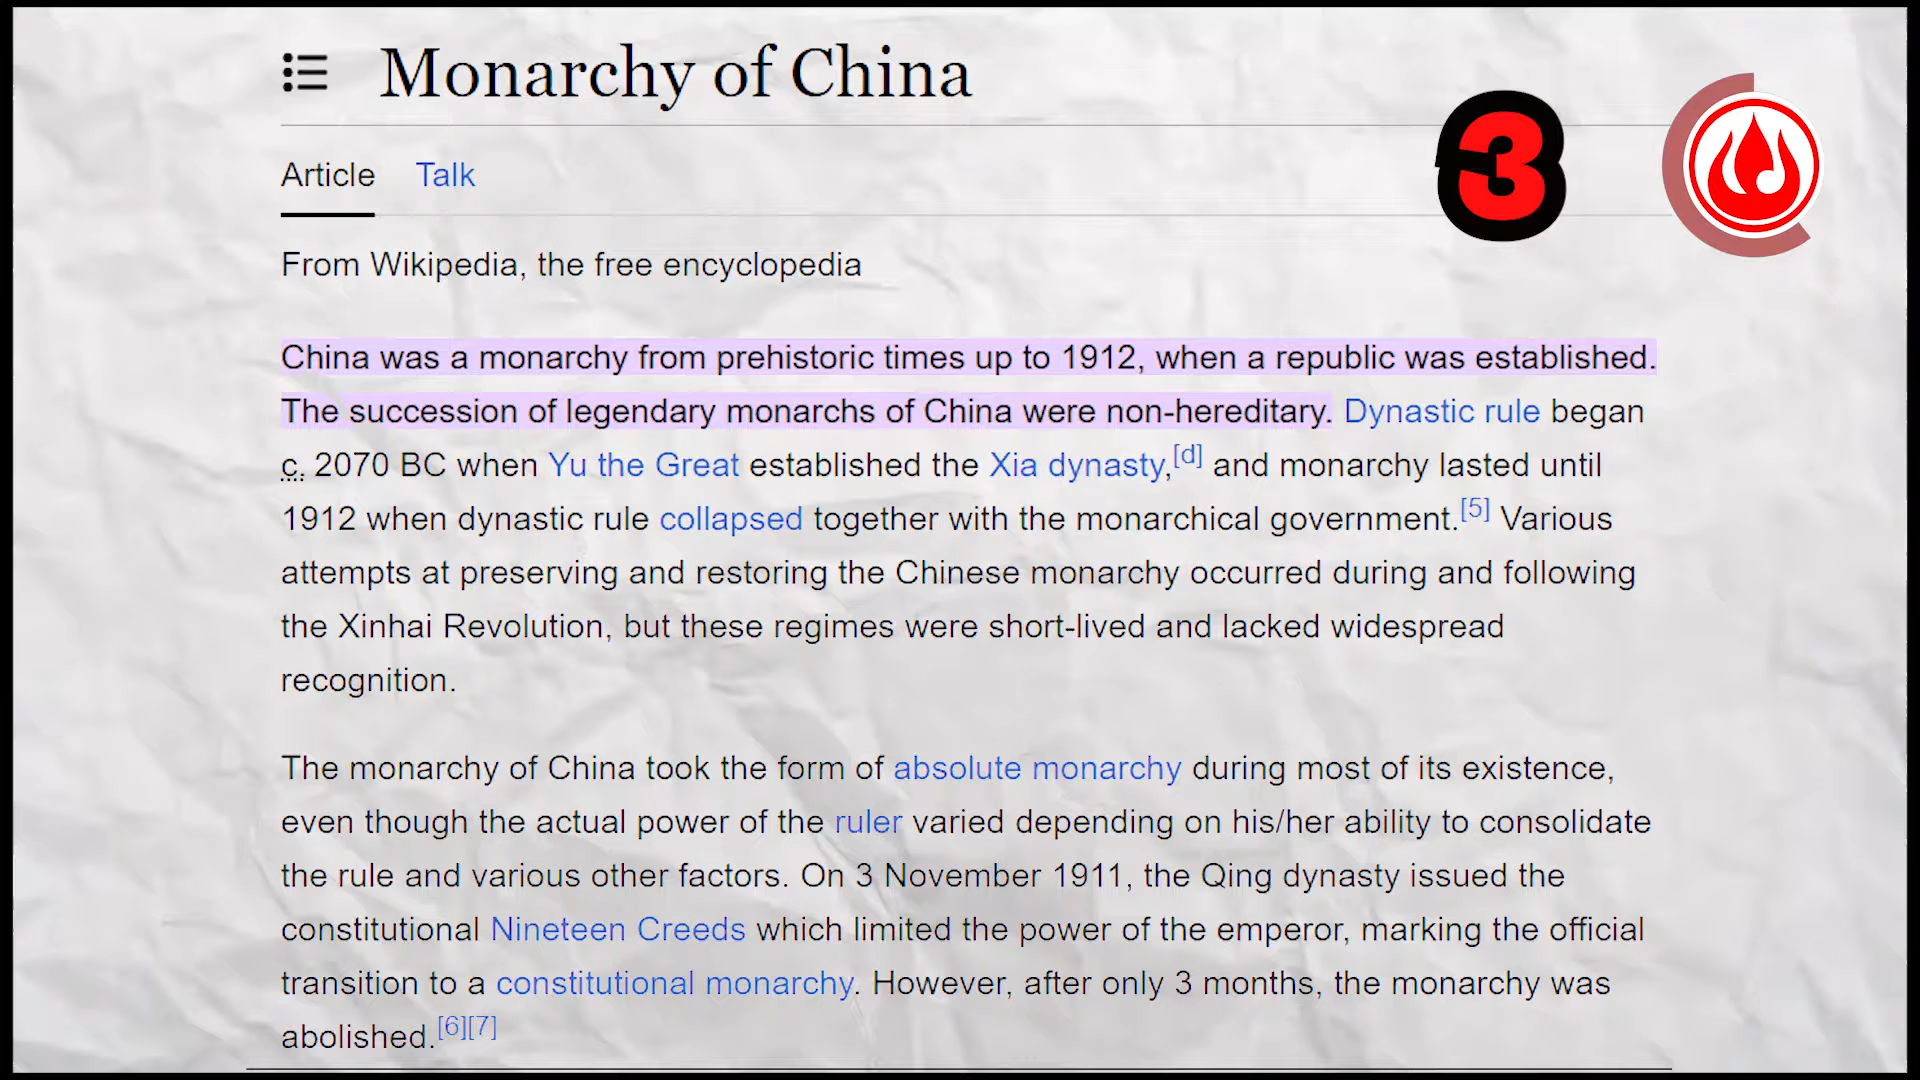 Monarchy of China
3
Article Talk
From Wikipedia, the free encyclopedia
China was a monarchy from prehistoric times up to 1912, when a republic was established.
The succession of legendary monarchs of China were non-hereditary. Dynastic rule began
c. 2070 BC when Yu the Great established the Xia dynasty,[d] and monarchy lasted until
1912 when dynastic rule collapsed together with the monarchical government.[5] Various
attempts at preserving and restoring the Chinese monarchy occurred during and following
the Xinhai Revolution, but these regimes were short-lived and lacked widespread
recognition.
The monarchy of China took the form of absolute monarchy during most of its existence,
even though the actual power of the ruler varied depending on his/her ability to consolidate
the rule and various other factors. On 3 November 1911, the Qing dynasty issued the
constitutional Nineteen Creeds which limited the power of the emperor, marking the official
transition to a constitutional monarchy. However, after only 3 months, the monarchy was
abolished.[6][7]